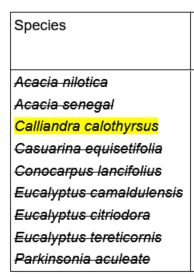 Species
Acacia nilotica
Acacia senegal
Calliandra calothyrsus
Casuarina equisetifolia
Conocarpus lancifolius
Eucalyptus camaldulensis
Eucalyptus citriodora
Eucalyptus tereticornis
Parkinsonia aculeate